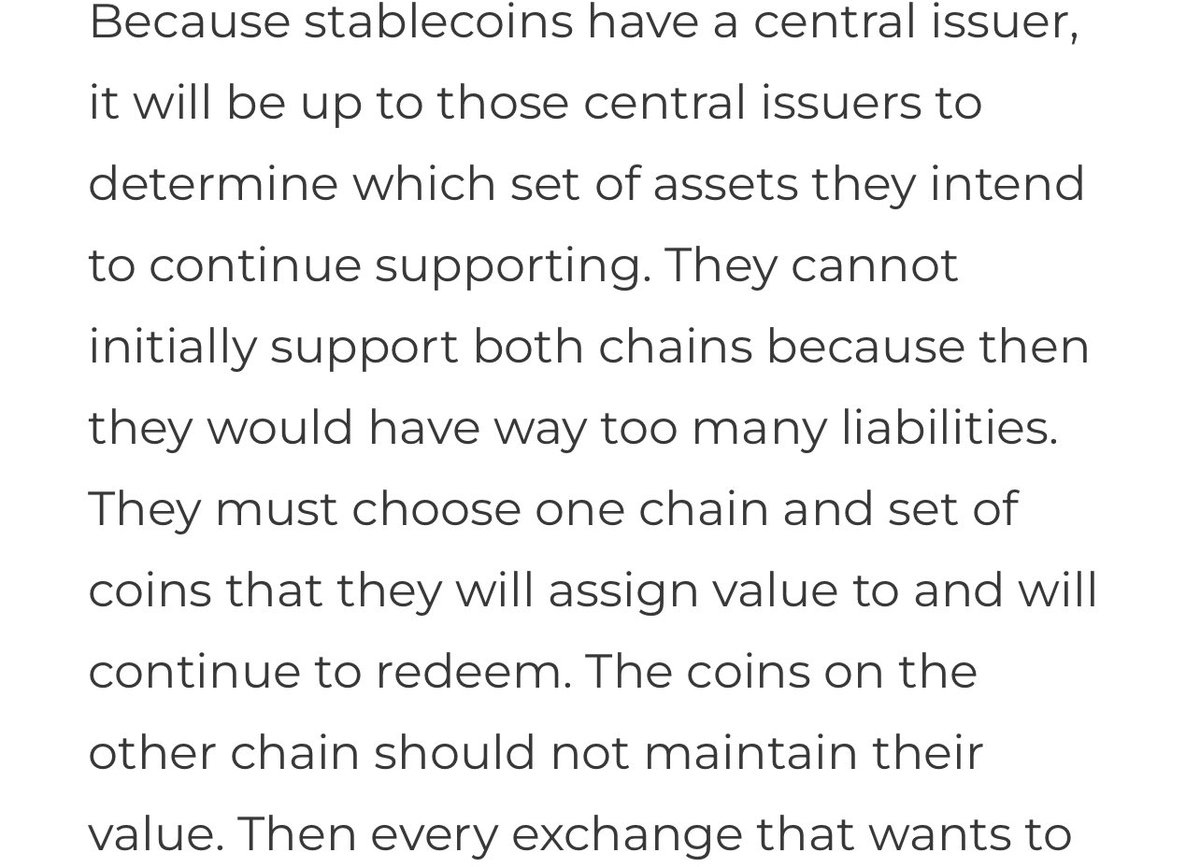 Because stablecoins have a central issuer,
it will be up to those central issuers to
determine which set of assets they intend
to continue supporting. They cannot
initially support both chains because then
they would have way too many liabilities.
They must choose one chain and set of
coins that they will assign value to and will
continue to redeem. The coins on the
other chain should not maintain their
value. Then every exchange that wants to